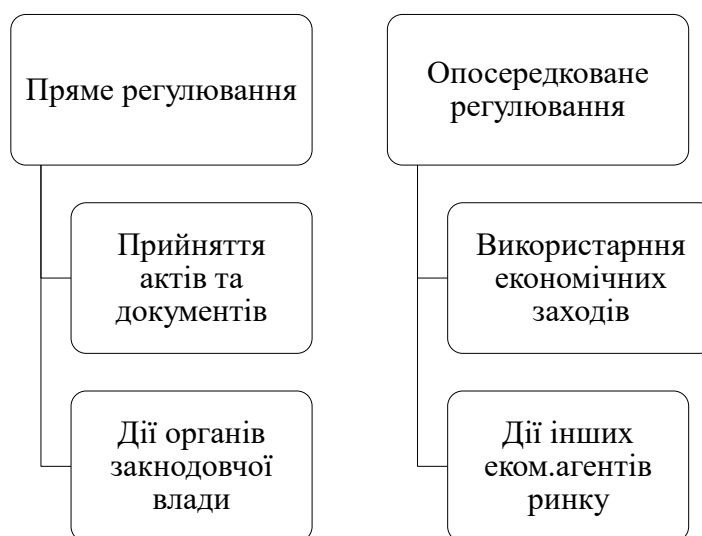 Пряме регулювання
Прийняття
актів та
документів
Дії органів
закнодовчої
влади
Опосередковане
регулювання
Використарння
економічних
заходів
Дії інших
еком.агентів
ринку